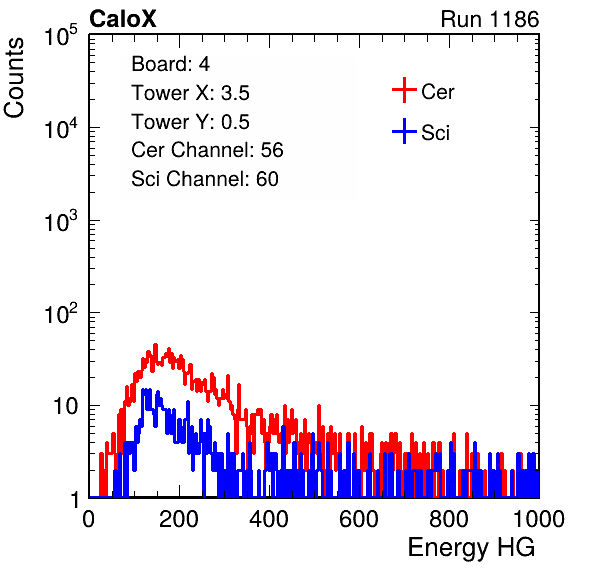 CaloX Run 1186
Counts
Board: 4
Tower X: 3.5
Tower Y: 0.5
Cer Channel: 56
Sci Channel: 60
Cer
Sci
10^5
10^4
10^3
10^2
10
1
0 200 400 600 800 1000
Energy HG